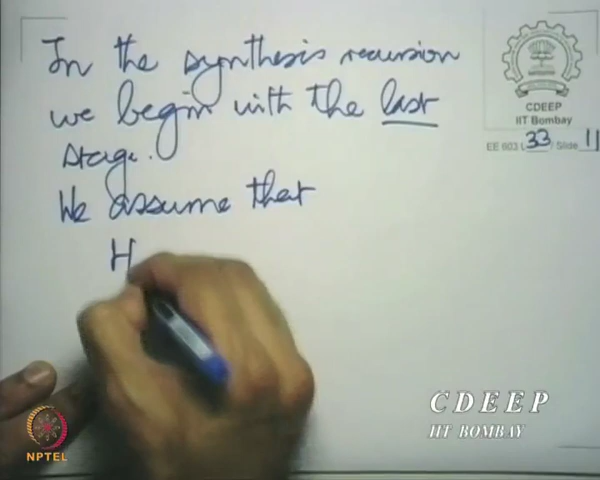 In the synthesis recursion
we begin with the last
stage.
We assume that
H
CDEEP
IIT Bombay
EE 603 L 33 / Slide 11
CDEEP
IIT BOMBAY
NPTEL